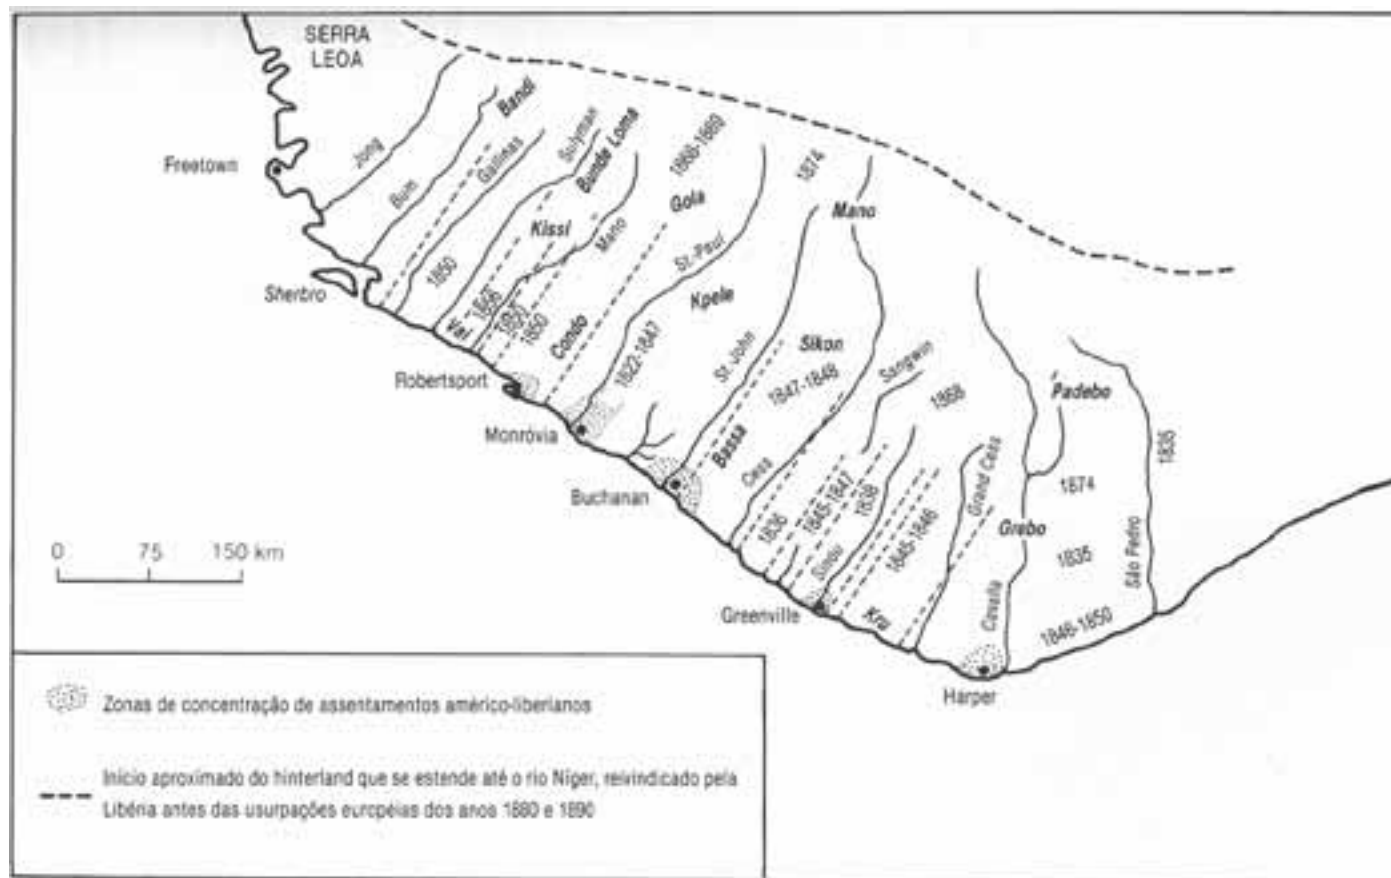 SERRA
LEOA
Freetown
Jong
Bum
Bandi
Gallinas
Sulyman
Bunde Loma
1868-1869
1874
Mano
Gola
Kissi
Mano
St.-Paul
Kpele
1850
Sherbro
Vai
1850
Condo
1822-1847
Robertsport
Monróvia
St. John
Sikon
1847-1848
Sangwin
1868
Padebo
1835
Bassa
Cess
Buchanan
1836
1845-1847
1838
Sinou
1845-1846
Grand Cess
Grebo
1874
1835
São Pedro
Cavalla
1846-1850
Greenville
Kru
Harper
0 75 150 km
Zonas de concentração de assentamentos américo-liberianos
Início aproximado do hinterland que se estende até o rio Níger, reivindicado pela
Libéria antes das usurpações européias dos anos 1880 e 1890